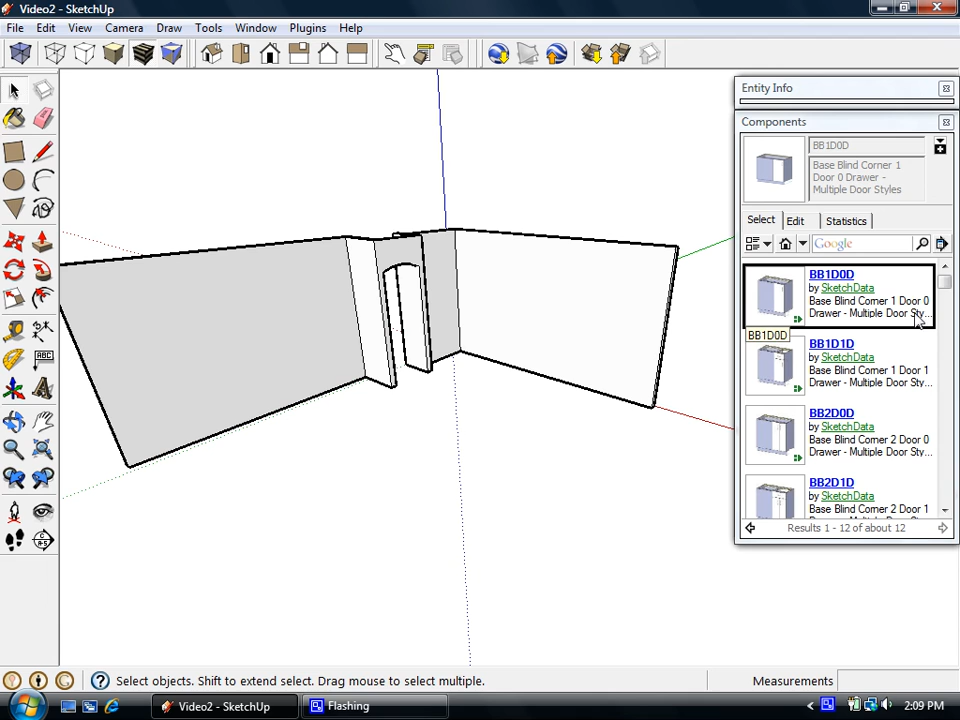 Video2 - SketchUp
File Edit View Camera Draw Tools Window Plugins Help
Entity Info
Components
BB1D0D
Base Blind Corner 1
Door 0 Drawer -
Multiple Door Styles
Select Edit Statistics
Google
BB1D0D
by SketchData
Base Blind Corner 1 Door 0
Drawer - Multiple Door Sty...
BB1D0D
BB1D1D
by SketchData
Base Blind Corner 1 Door 1
Drawer - Multiple Door Sty...
BB2D0D
by SketchData
Base Blind Corner 2 Door 0
Drawer - Multiple Door Sty...
BB2D1D
by SketchData
Base Blind Corner 2 Door 1
Results 1 - 12 of about 12
ABC
A
Select objects. Shift to extend select. Drag mouse to select multiple.
Measurements
Video2 - SketchUp
Flashing
2:09 PM